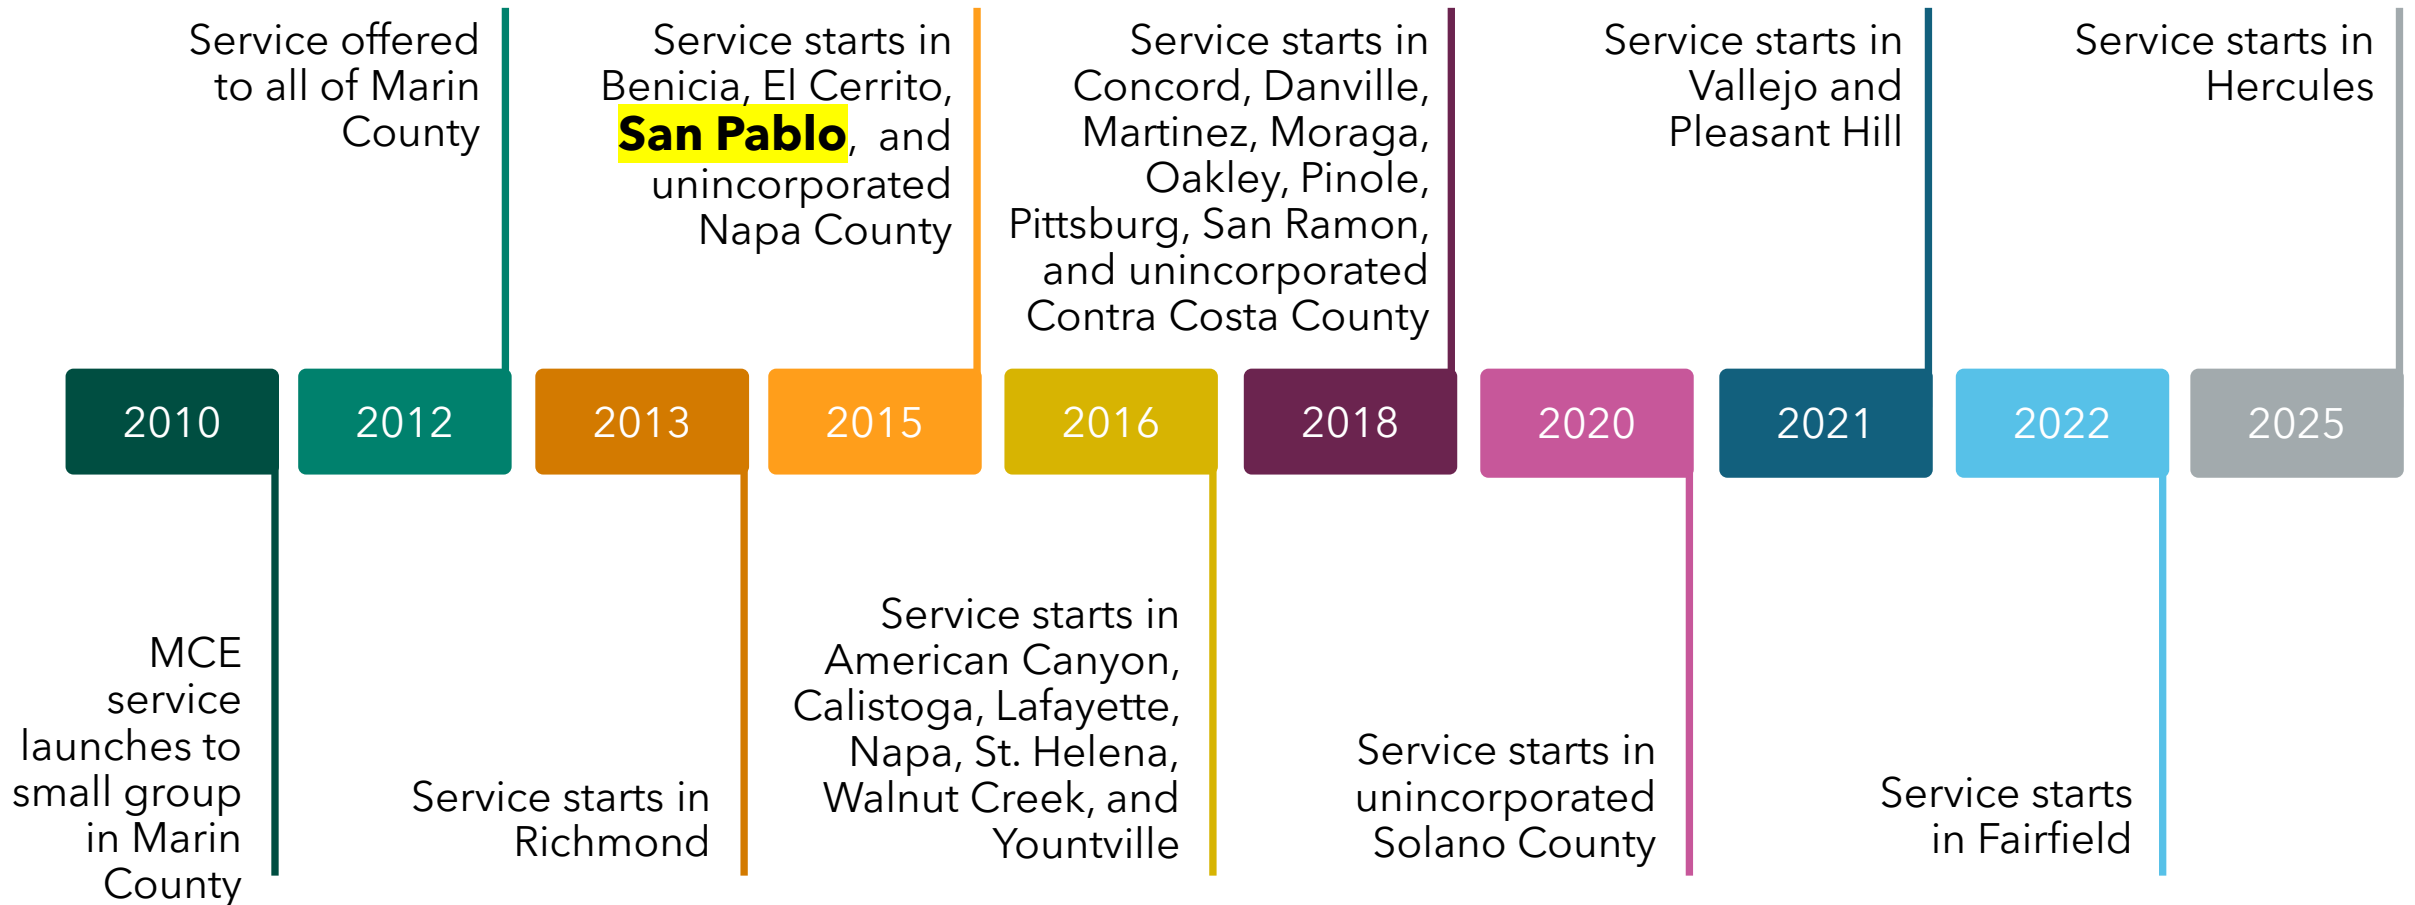 Service offered
to all of Marin
County
Service starts in
Benicia, El Cerrito,
San Pablo, and
unincorporated
Napa County
Service starts in
Concord, Danville,
Martinez, Moraga,
Oakley, Pinole,
Pittsburg, San Ramon,
and unincorporated
Contra Costa County
Service starts in
Vallejo and
Pleasant Hill
Service starts in
Hercules
2010
2012
2013
2015
2016
2018
2020
2021
2022
2025
MCE
service
launches to
small group
in Marin
County
Service starts in
Richmond
Service starts in
American Canyon,
Calistoga, Lafayette,
Napa, St. Helena,
Walnut Creek, and
Yountville
Service starts in
unincorporated
Solano County
Service starts
in Fairfield